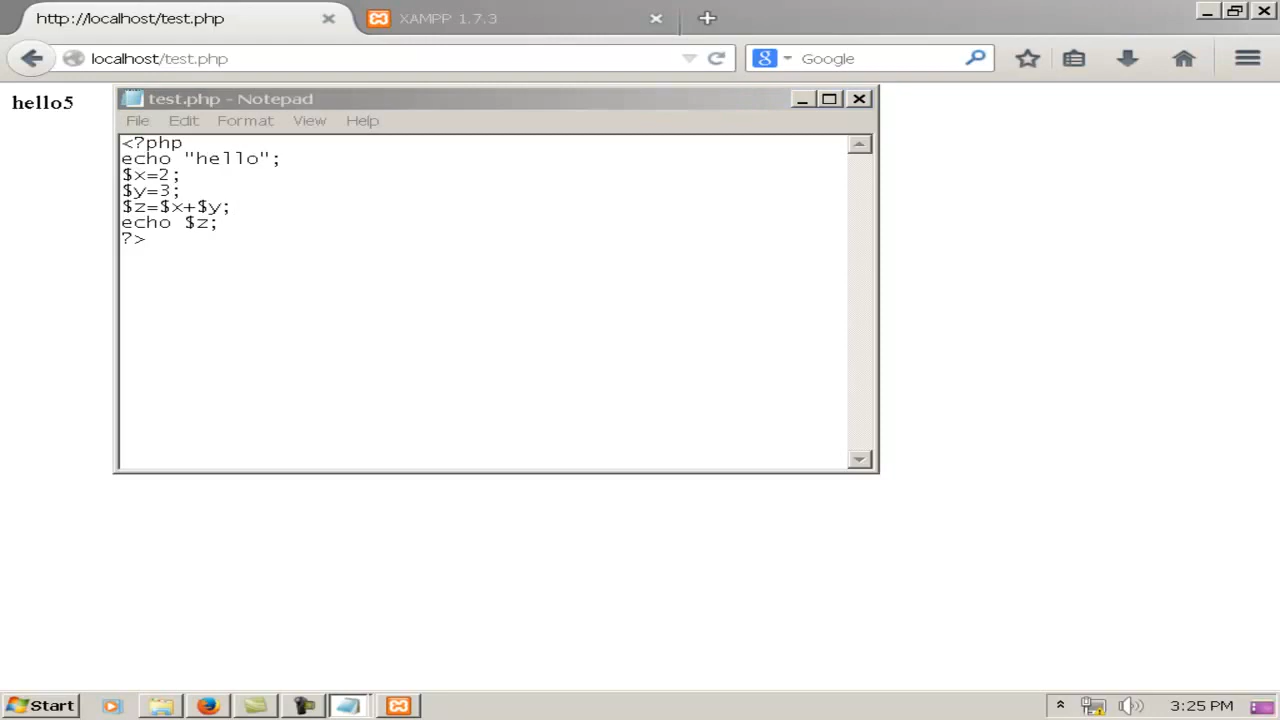 http://localhost/test.php
XAMPP 1.7.3
localhost/test.php
Google
hello5
test.php - Notepad
File Edit Format View Help
<?php
echo "hello";
$x=2;
$y=3;
$z=$x+$y;
echo $z;
?>
Start
3:25 PM